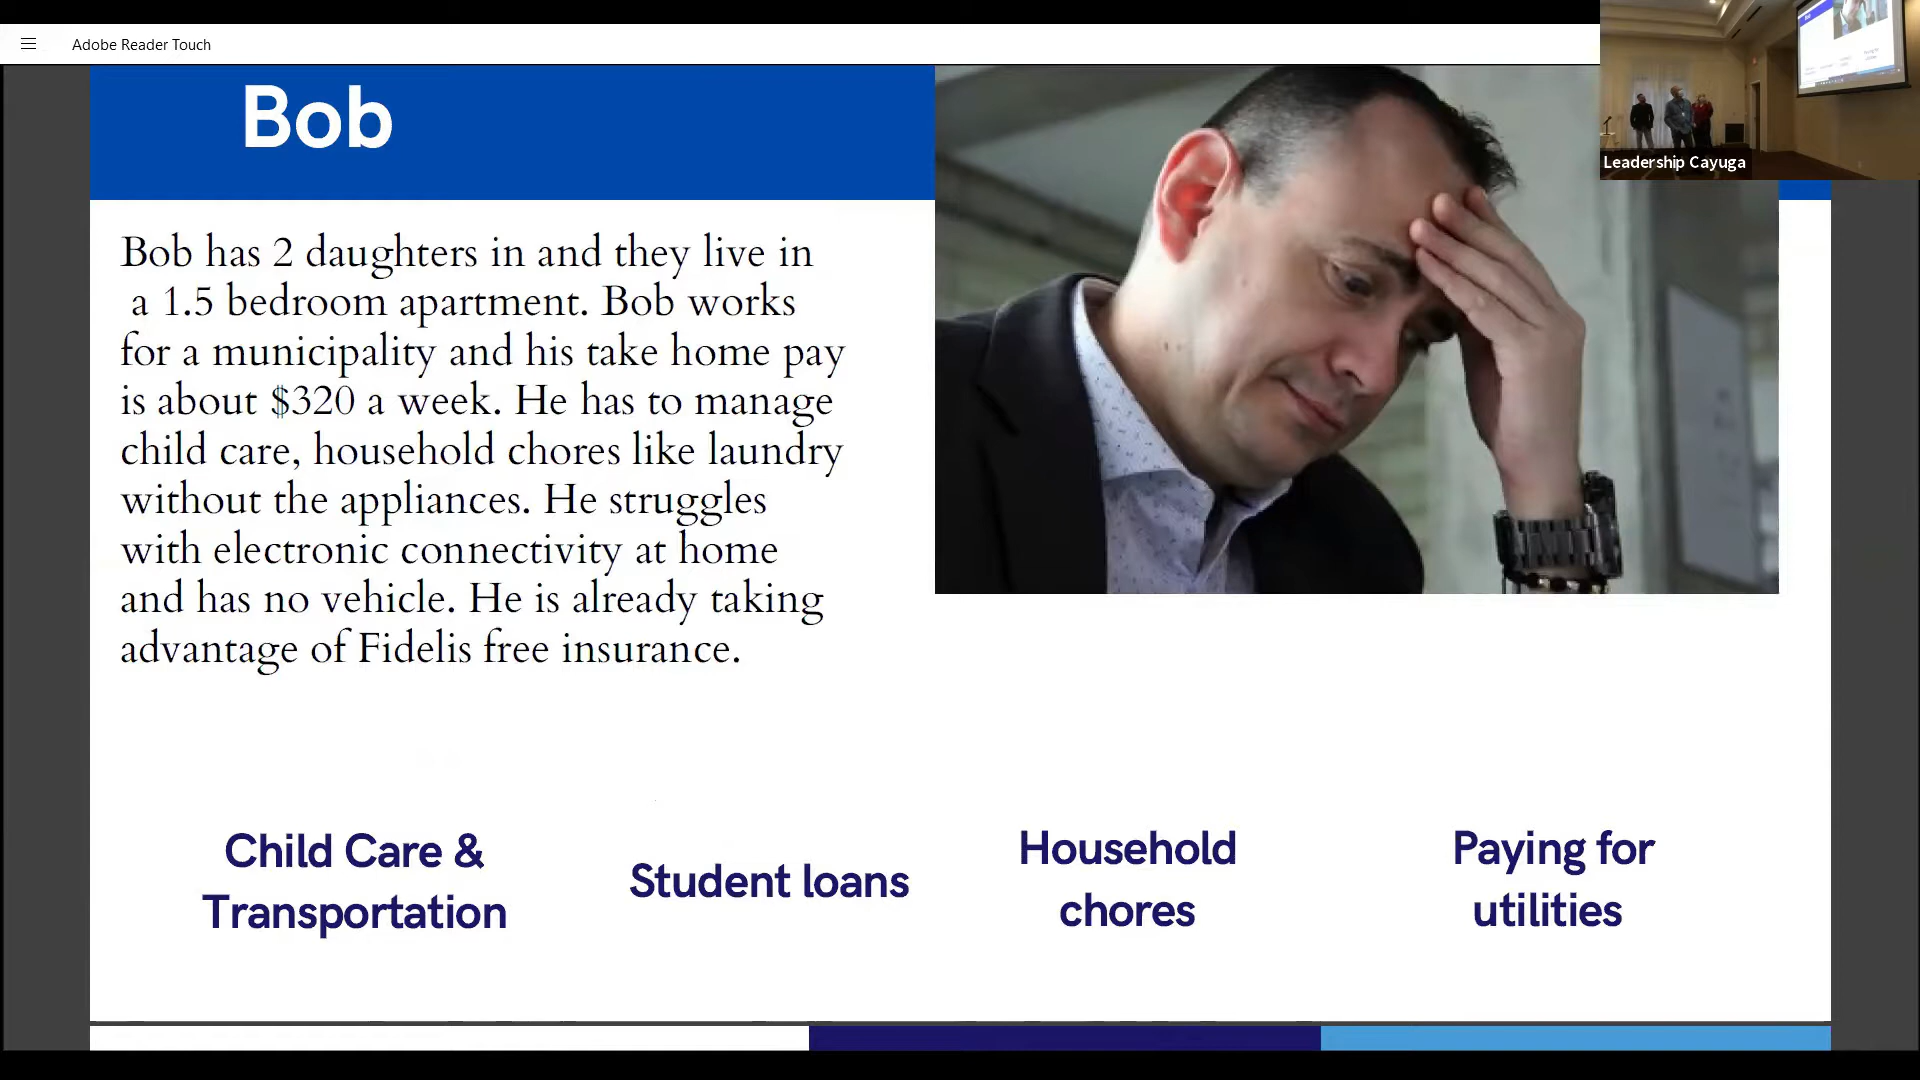 Adobe Reader Touch
Bob
Leadership Cayuga
Bob has 2 daughters in and they live in
a 1.5 bedroom apartment. Bob works
for a municipality and his take home pay
is about $320 a week. He has to manage
child care, household chores like laundry
without the appliances. He struggles
with electronic connectivity at home
and has no vehicle. He is already taking
advantage of Fidelis free insurance.
Child Care &
Transportation
Student loans
Household
chores
Paying for
utilities